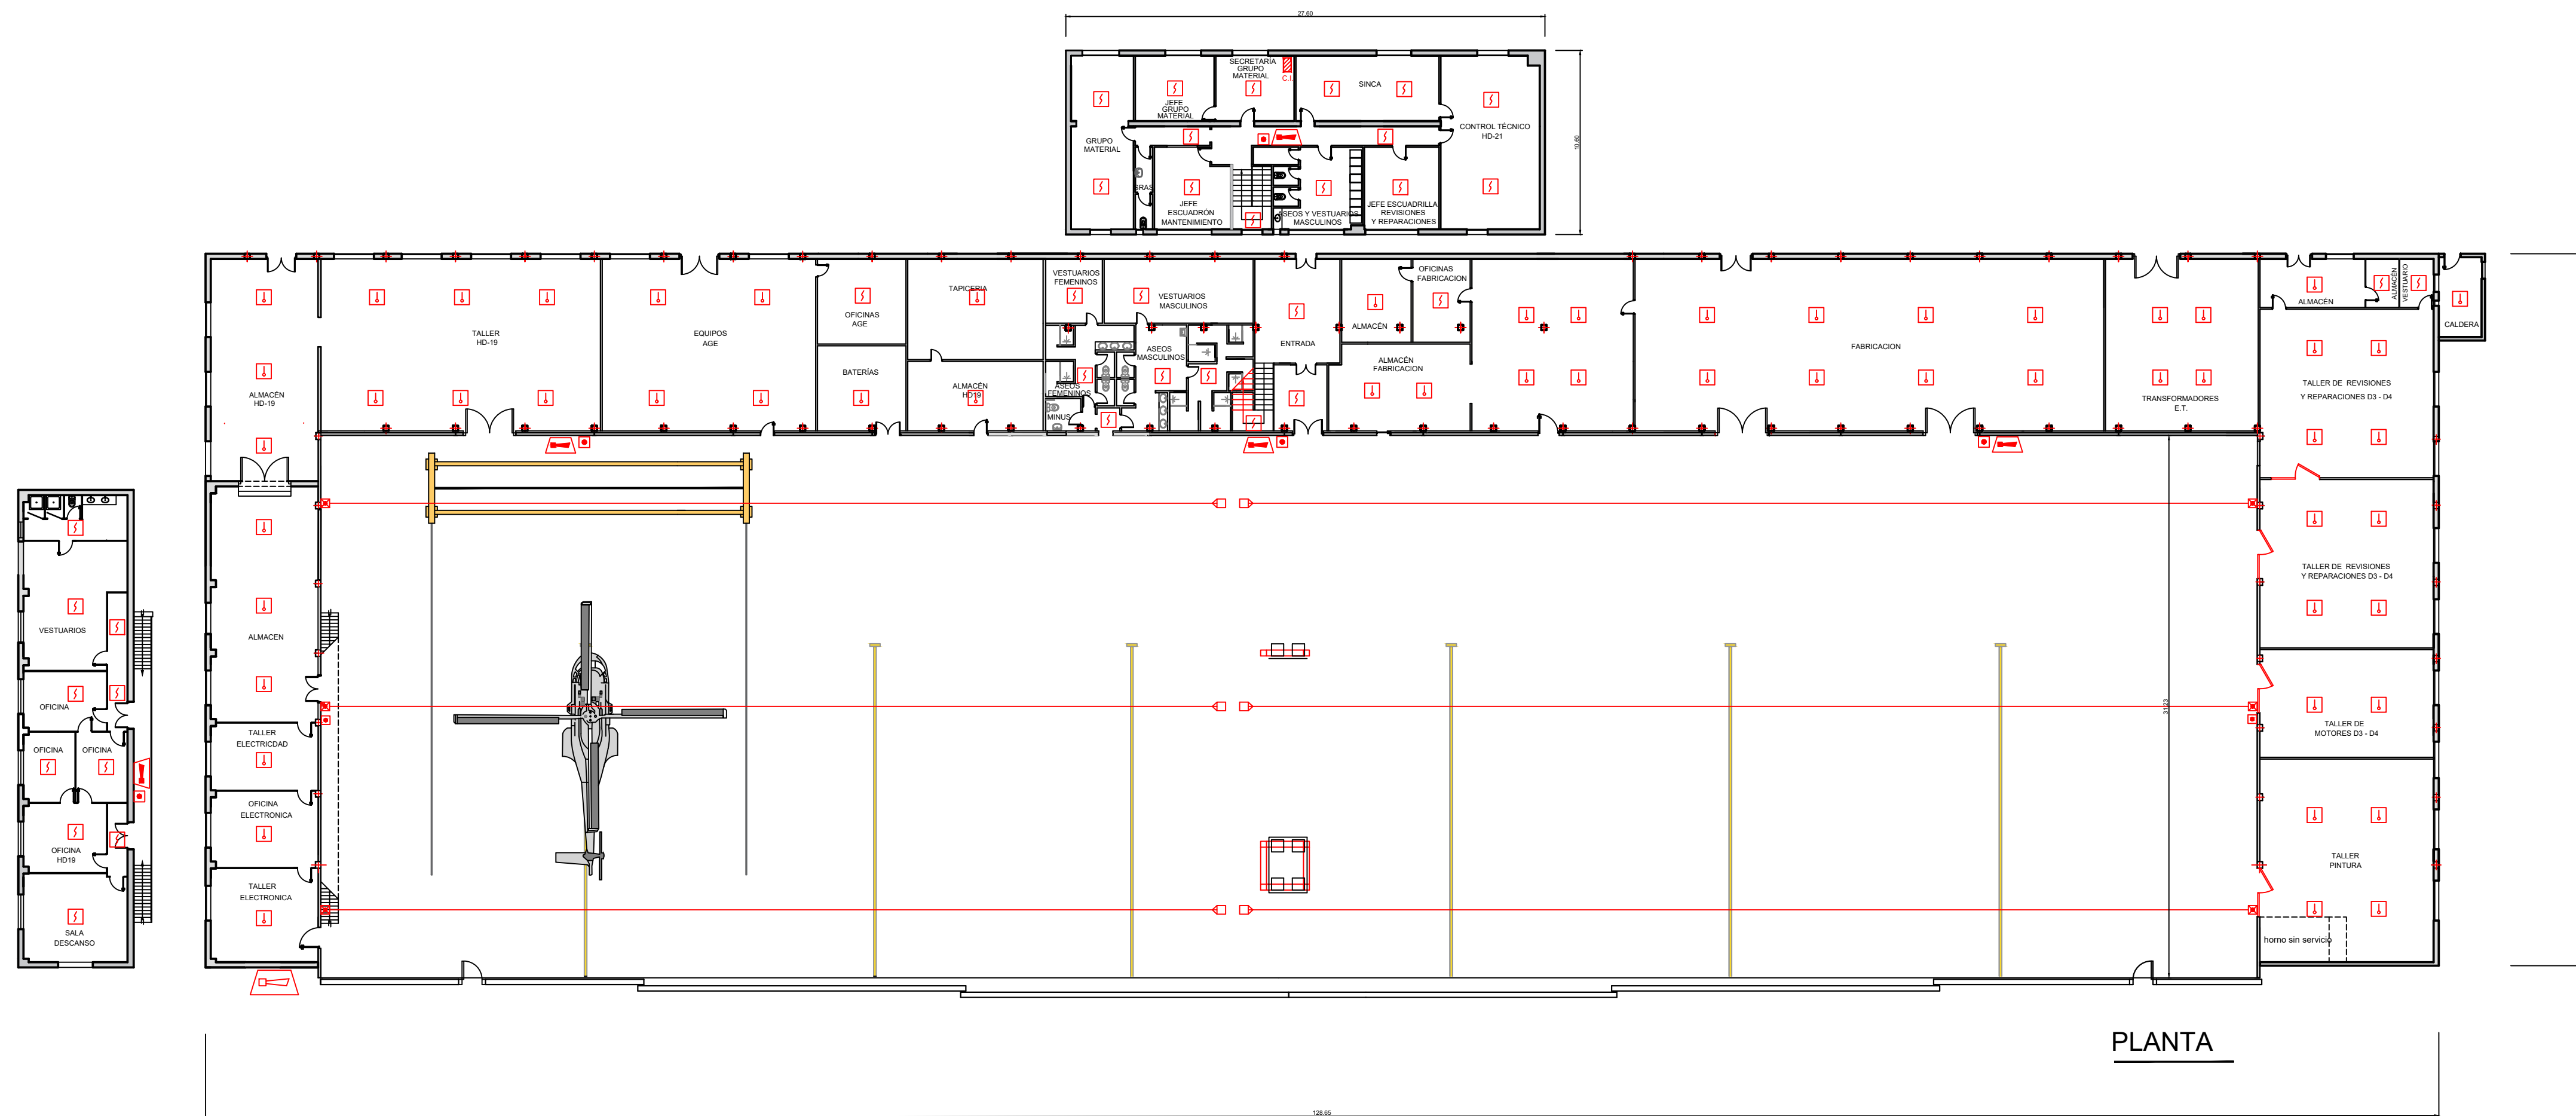 27.60
SECRETARÍA
GRUPO
MATERIAL
C.I.
JEFE
GRUPO
MATERIAL
SINCA
CONTROL TÉCNICO
HD-21
GRUPO
MATERIAL
10.60
JEFE
ESCUADRÓN
MANTENIMIENTO
ASEOS Y VESTUARIOS
MASCULINOS
JEFE ESCUADRILLA
REVISIONES
Y REPARACIONES
ALMACÉN
HD-19
TALLER
HD-19
EQUIPOS
AGE
OFICINAS
AGE
BATERÍAS
TAPICERIA
ALMACÉN
HD19
VESTUARIOS
FEMENINOS
VESTUARIOS
MASCULINOS
ASEOS
MASCULINOS
ASEOS
FEMENINOS
MINUS
ENTRADA
ALMACÉN
OFICINAS
FABRICACION
ALMACÉN
FABRICACION
FABRICACION
TRANSFORMADORES
E.T.
ALMACÉN
ALMACÉN
VESTUARIO
CALDERA
TALLER DE REVISIONES
Y REPARACIONES D3 - D4
TALLER DE REVISIONES
Y REPARACIONES D3 - D4
TALLER DE
MOTORES D3 - D4
TALLER
PINTURA
horno sin servicio
31.23
VESTUARIOS
OFICINA
OFICINA
OFICINA
OFICINA
HD19
SALA
DESCANSO
ALMACEN
TALLER
ELECTRICDAD
OFICINA
ELECTRONICA
TALLER
ELECTRONICA
PLANTA
128.65